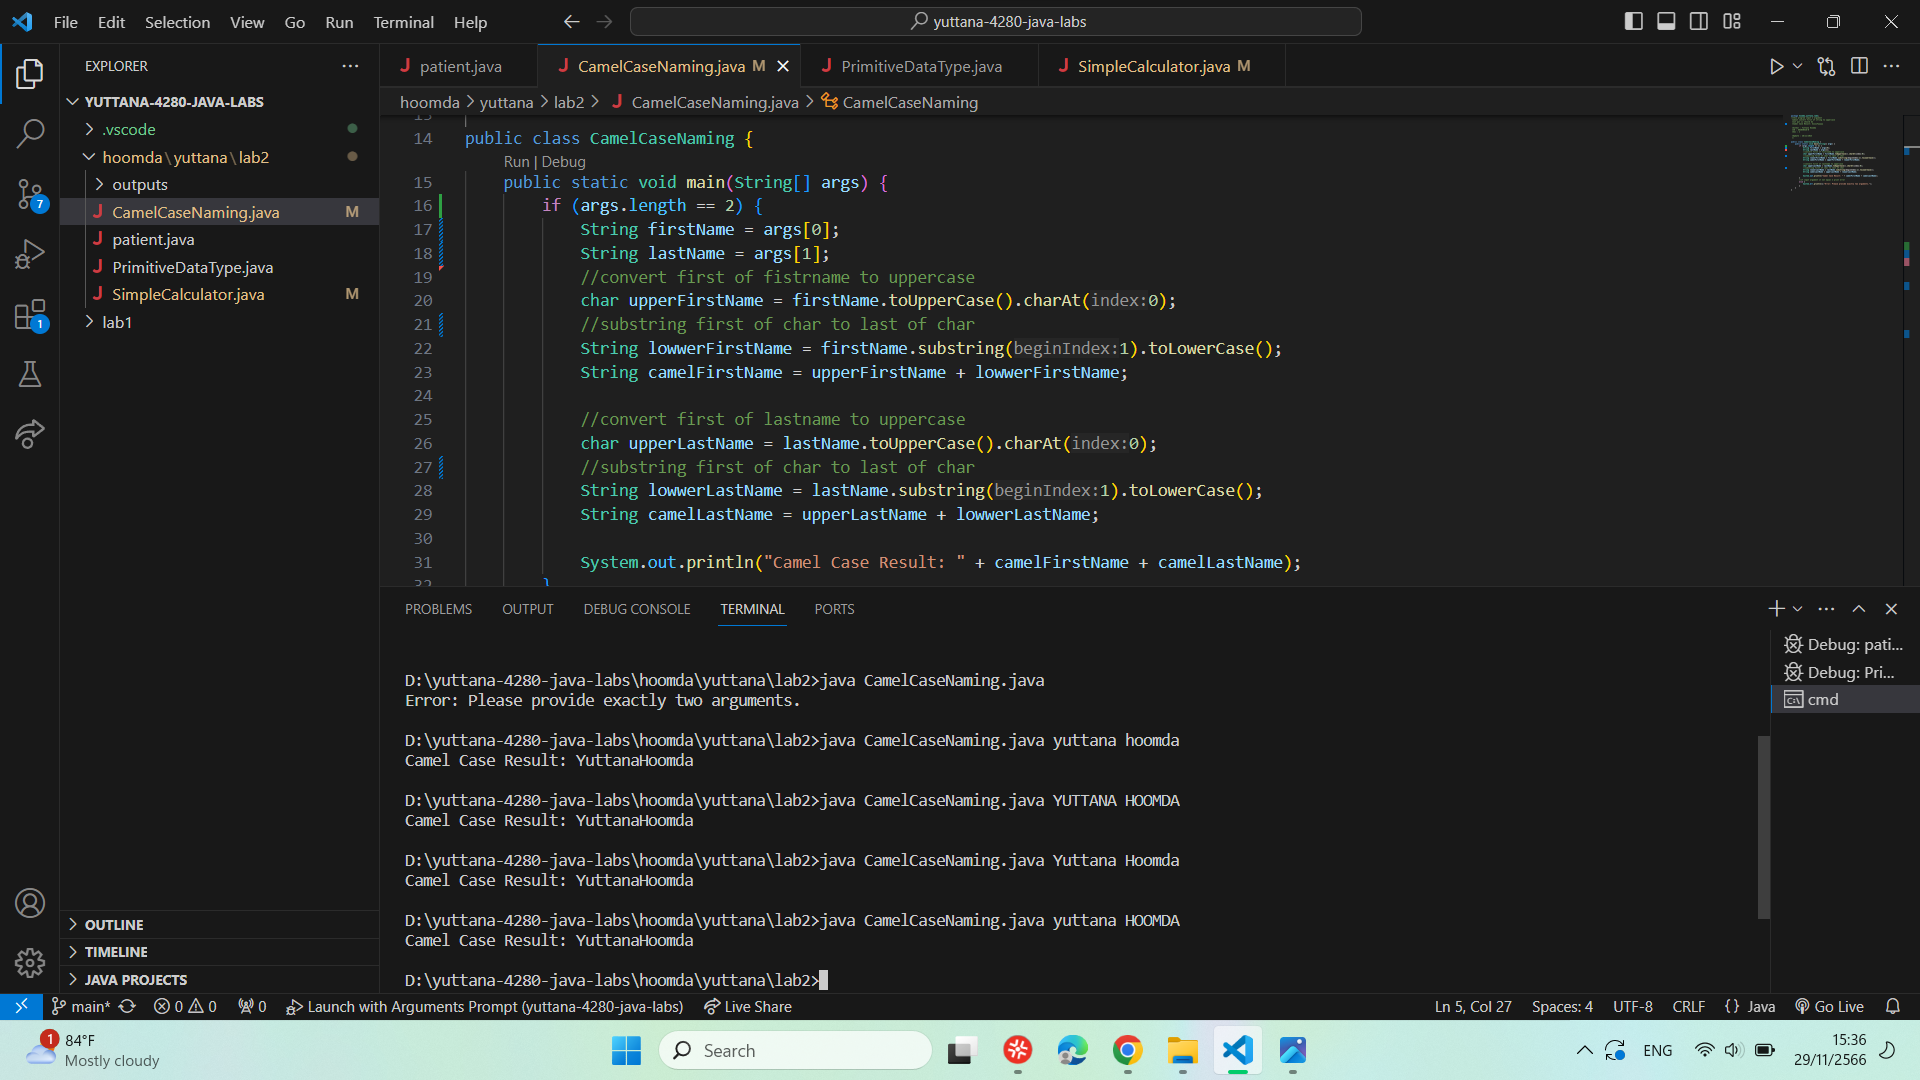 File Edit Selection View Go Run Terminal Help
yuttana-4280-java-labs
EXPLORER
YUTTANA-4280-JAVA-LABS
.vscode
hoomda\yuttana\lab2
outputs
CamelCaseNaming.java M
patient.java
PrimitiveDataType.java
SimpleCalculator.java M
lab1
7
1
OUTLINE
TIMELINE
JAVA PROJECTS
patient.java
CamelCaseNaming.java M
PrimitiveDataType.java
SimpleCalculator.java M
hoomda > yuttana > lab2 > CamelCaseNaming.java > CamelCaseNaming
14 public class CamelCaseNaming {
Run | Debug
15 public static void main(String[] args) {
16 if (args.length == 2) {
17 String firstName = args[0];
18 String lastName = args[1];
19 //convert first of fistrname to uppercase
20 char upperFirstName = firstName.toUpperCase().charAt(index:0);
21 //substring first of char to last of char
22 String lowwerFirstName = firstName.substring(beginIndex:1).toLowerCase();
23 String camelFirstName = upperFirstName + lowwerFirstName;
24
25 //convert first of lastname to uppercase
26 char upperLastName = lastName.toUpperCase().charAt(index:0);
27 //substring first of char to last of char
28 String lowwerLastName = lastName.substring(beginIndex:1).toLowerCase();
29 String camelLastName = upperLastName + lowwerLastName;
30
31 System.out.println("Camel Case Result: " + camelFirstName + camelLastName);
32 }
PROBLEMS OUTPUT DEBUG CONSOLE TERMINAL PORTS
D:\yuttana-4280-java-labs\hoomda\yuttana\lab2>java CamelCaseNaming.java
Error: Please provide exactly two arguments.
D:\yuttana-4280-java-labs\hoomda\yuttana\lab2>java CamelCaseNaming.java yuttana hoomda
Camel Case Result: YuttanaHoomda
D:\yuttana-4280-java-labs\hoomda\yuttana\lab2>java CamelCaseNaming.java YUTTANA HOOMDA
Camel Case Result: YuttanaHoomda
D:\yuttana-4280-java-labs\hoomda\yuttana\lab2>java CamelCaseNaming.java Yuttana Hoomda
Camel Case Result: YuttanaHoomda
D:\yuttana-4280-java-labs\hoomda\yuttana\lab2>java CamelCaseNaming.java yuttana HOOMDA
Camel Case Result: YuttanaHoomda
D:\yuttana-4280-java-labs\hoomda\yuttana\lab2>
Debug: pati...
Debug: Pri...
cmd
main* 0 0 0 Launch with Arguments Prompt (yuttana-4280-java-labs) Live Share
Ln 5, Col 27 Spaces: 4 UTF-8 CRLF {} Java Go Live
1
84°F
Mostly cloudy
Search
ENG
15:36
29/11/2566